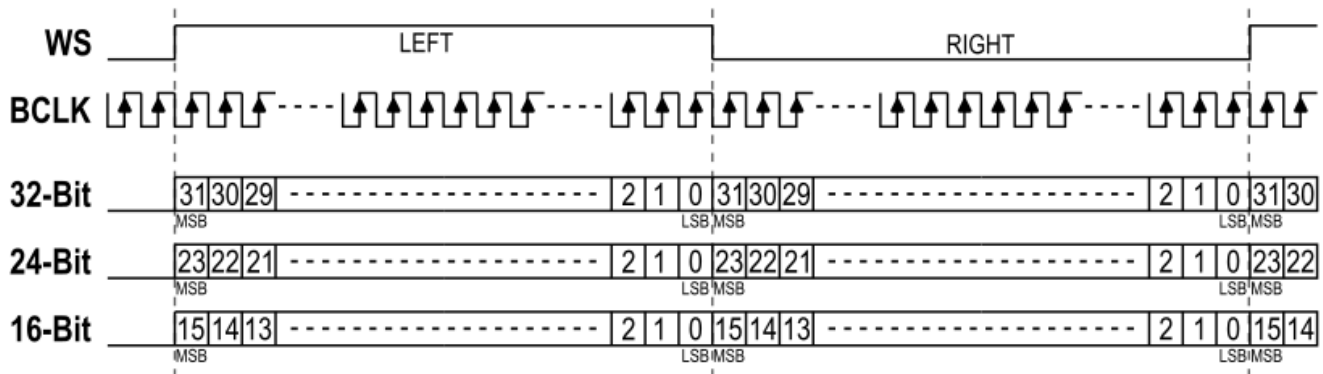 WS LEFT RIGHT
BCLK
32-Bit 31 30 29 2 1 0 31 30 29 2 1 0 31 30
MSB LSB MSB LSB MSB
24-Bit 23 22 21 2 1 0 23 22 21 2 1 0 23 22
MSB LSB MSB LSB MSB
16-Bit 15 14 13 2 1 0 15 14 13 2 1 0 15 14
MSB LSB MSB LSB MSB